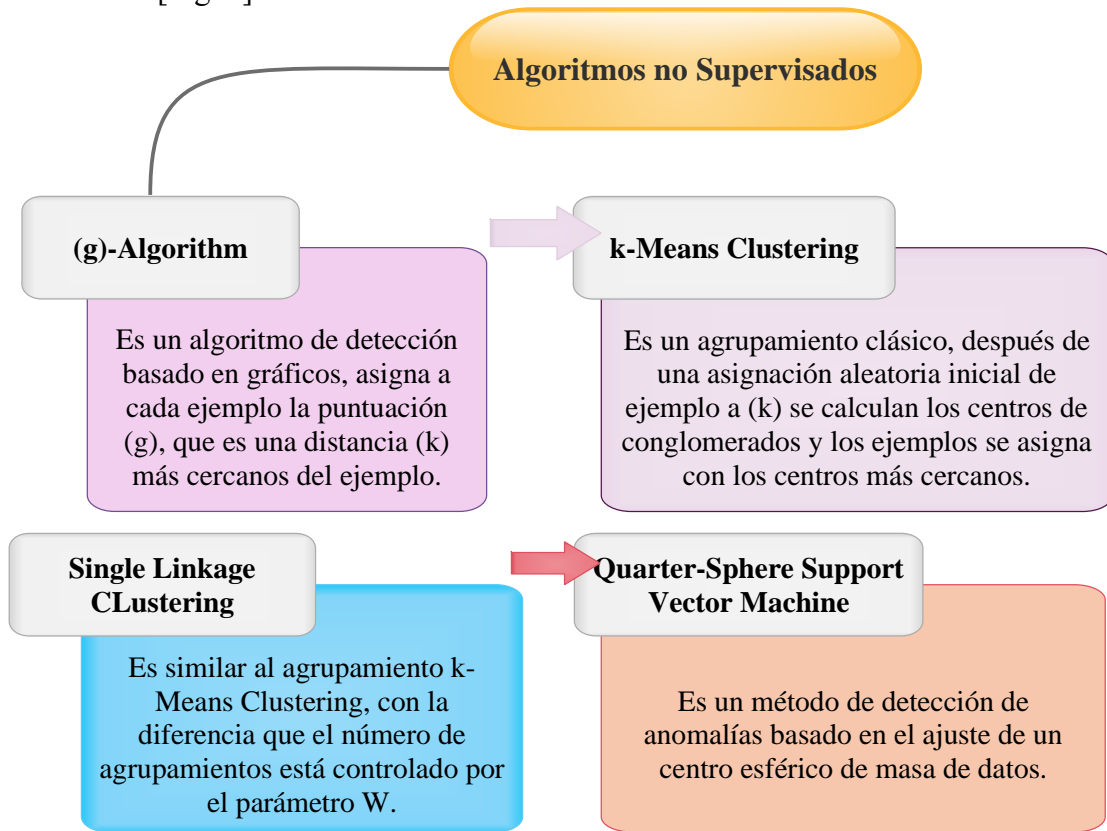 Algoritmos no Supervisados
(g)-Algorithm
Es un algoritmo de detección
basado en gráficos, asigna a
cada ejemplo la puntuación
(g), que es una distancia (k)
más cercanos del ejemplo.
k-Means Clustering
Es un agrupamiento clásico, después de
una asignación aleatoria inicial de
ejemplo a (k) se calculan los centros de
conglomerados y los ejemplos se asigna
con los centros más cercanos.
Single Linkage
CLustering
Es similar al agrupamiento k-
Means Clustering, con la
diferencia que el número de
agrupamientos está controlado por
el parámetro W.
Quarter-Sphere Support
Vector Machine
Es un método de detección de
anomalías basado en el ajuste de un
centro esférico de masa de datos.